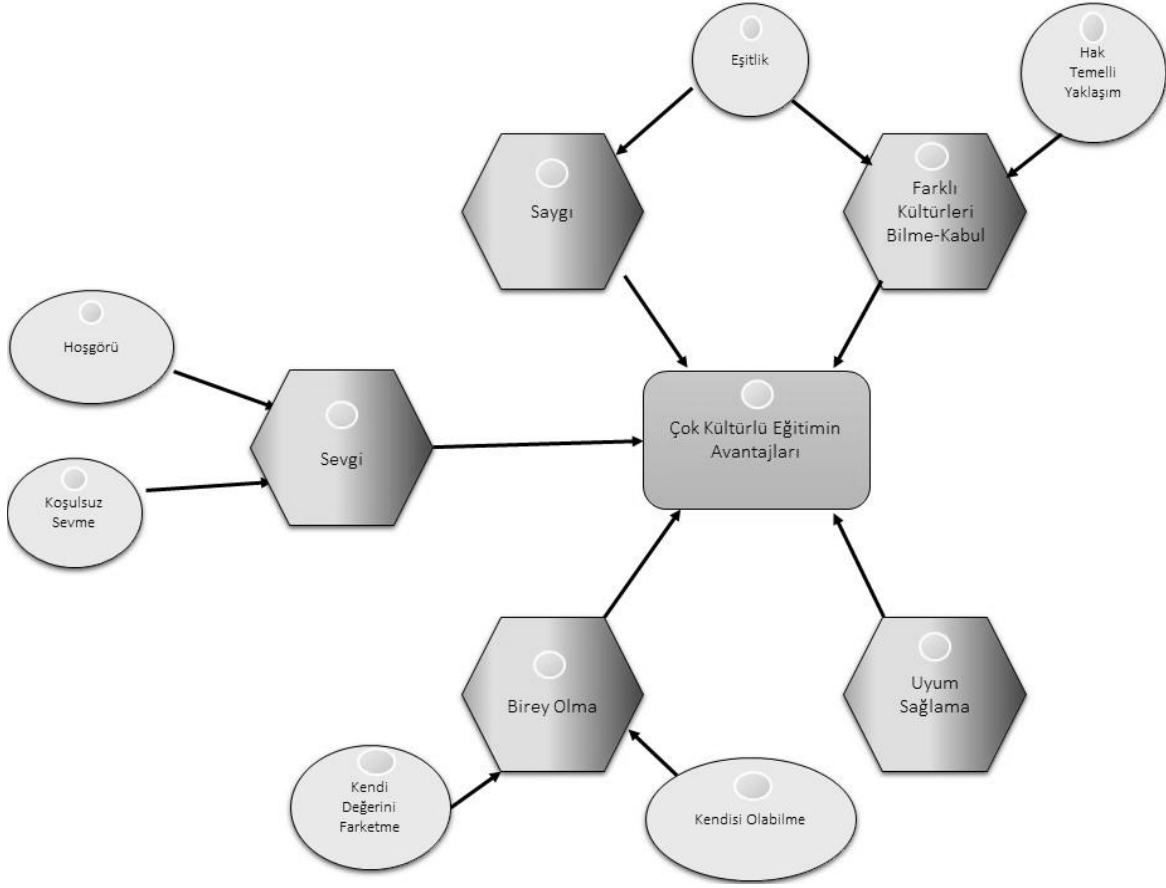 Eşitlik
Hak
Temelli
Yaklaşım
Saygı
Farklı
Kültürleri
Bilme-Kabul
Hoşgörü
Sevgi
Çok Kültürlü Eğitimin
Avantajları
Koşulsuz
Sevme
Birey Olma
Uyum
Sağlama
Kendi
Değerini
Farketme
Kendisi Olabilme